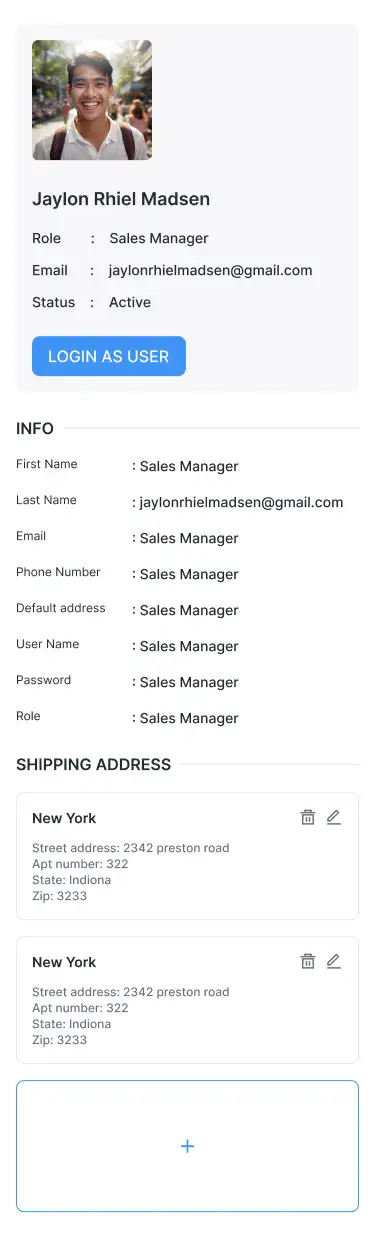 Jaylon Rhiel Madsen
Role : Sales Manager
Email : jaylonrhielmadsen@gmail.com
Status : Active
LOGIN AS USER
INFO
First Name : Sales Manager
Last Name : jaylonrhielmadsen@gmail.com
Email : Sales Manager
Phone Number : Sales Manager
Default address : Sales Manager
User Name : Sales Manager
Password : Sales Manager
Role : Sales Manager
SHIPPING ADDRESS
New York
Street address: 2342 preston road
Apt number: 322
State: Indiona
Zip: 3233
New York
Street address: 2342 preston road
Apt number: 322
State: Indiona
Zip: 3233
+